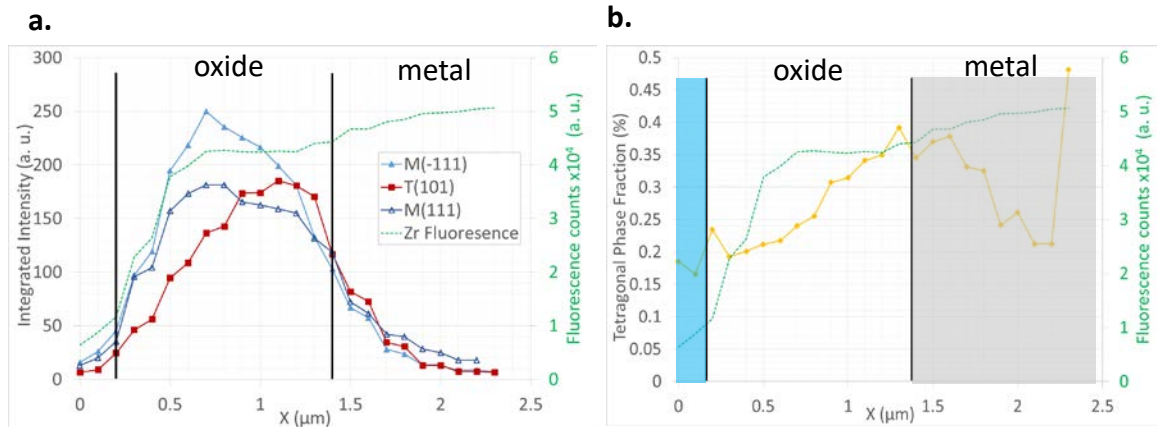 a.
oxide
metal
300
250
200
150
100
50
0
Integrated Intensity (a. u.)
0
0.5
1
1.5
2
2.5
X (µm)
6
5
4
3
2
1
0
Fluorescence counts x10⁴ (a. u.)
M(-111)
T(101)
M(111)
Zr Fluoresence
b.
oxide
metal
0.5
0.45
0.4
0.35
0.3
0.25
0.2
0.15
0.1
0.05
0
Tetragonal Phase Fraction (%)
0
0.5
1
1.5
2
2.5
X (µm)
6
5
4
3
2
1
0
Fluorescence counts x10⁴ (a. u.)